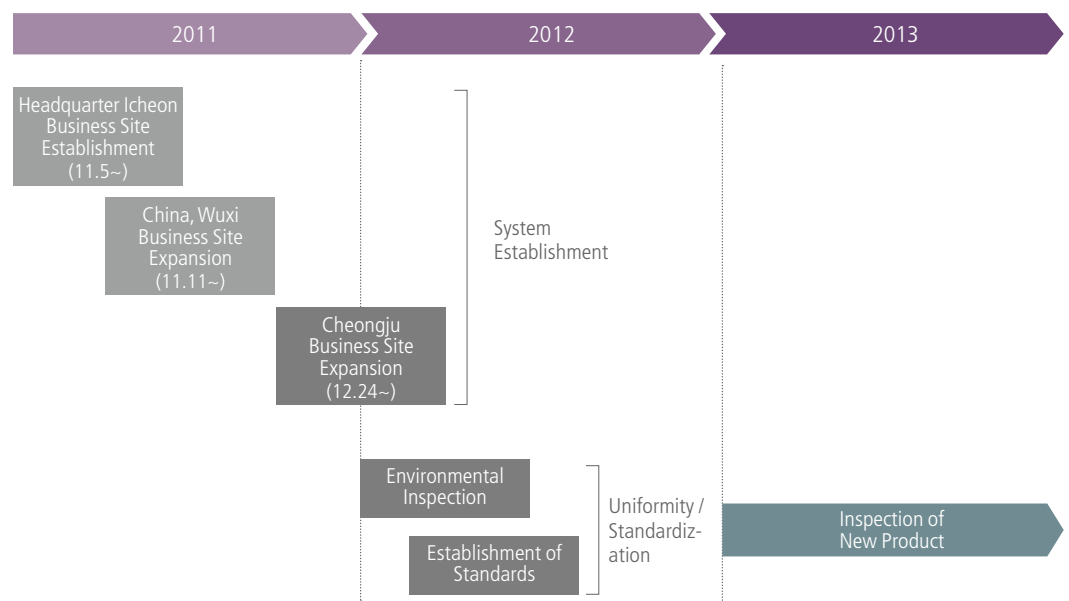 2011
2012
2013
Headquarter Icheon
Business Site
Establishment
(11.5~)
China, Wuxi
Business Site
Expansion
(11.11~)
Cheongju
Business Site
Expansion
(12.24~)
System
Establishment
Environmental
Inspection
Establishment of
Standards
Uniformity /
Standardiz-
ation
Inspection of
New Product